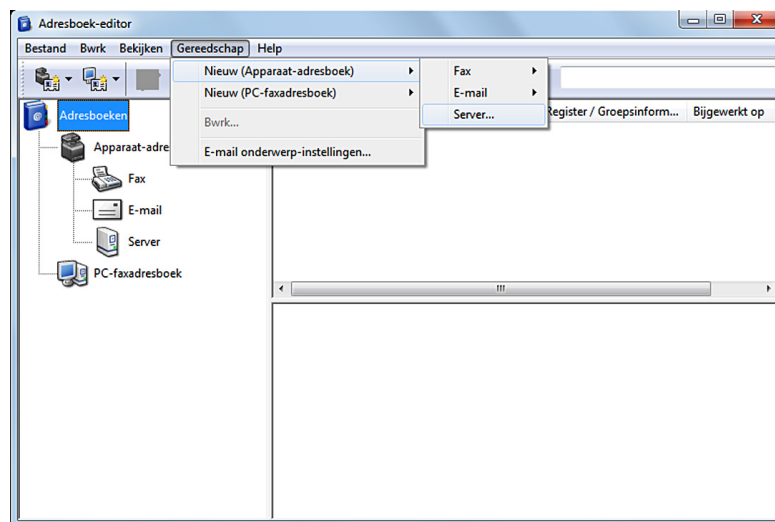 Adresboek-editor
Bestand Bwrk Bekijken Gereedschap Help
Nieuw (Apparaat-adresboek)
Nieuw (PC-faxadresboek)
Bwrk...
E-mail onderwerp-instellingen...
Fax
E-mail
Server...
Register / Groepsinform... Bijgewerkt op
Adresboeken
Apparaat-adre
Fax
E-mail
Server
PC-faxadresboek